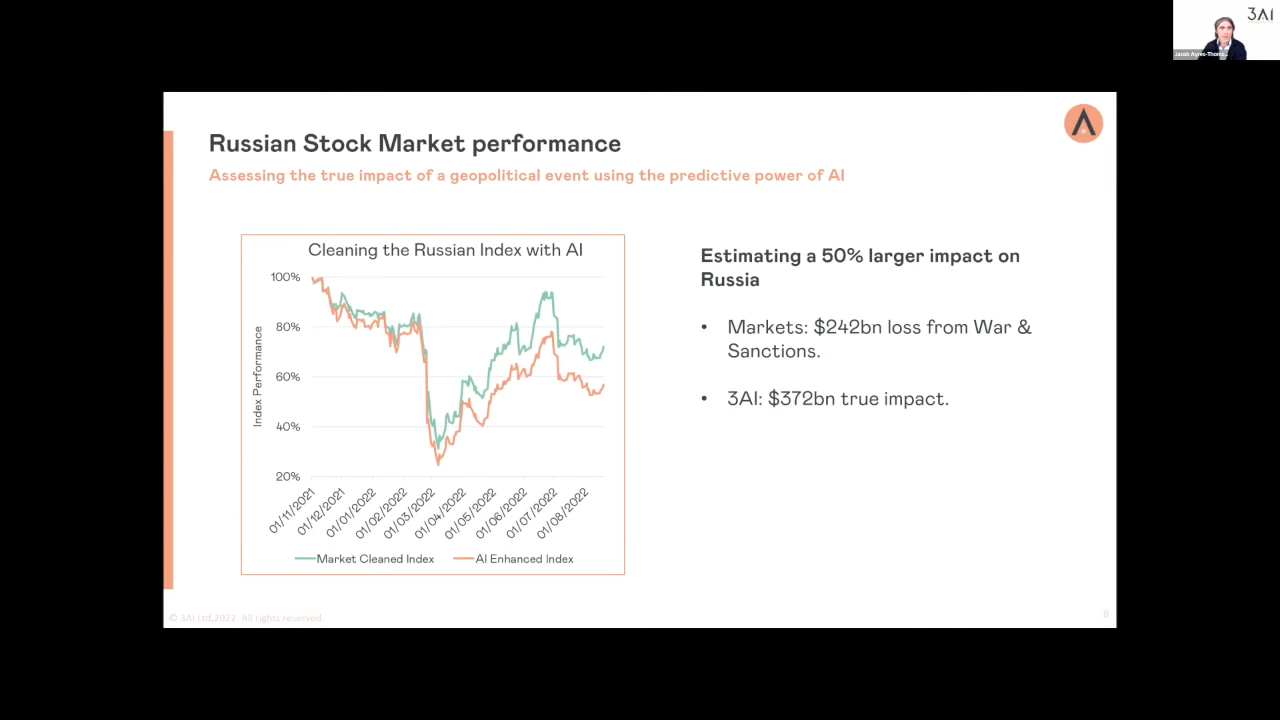 3AI
Jacob Ayres-Thoms...
Russian Stock Market performance
Assessing the true impact of a geopolitical event using the predictive power of AI
Cleaning the Russian Index with AI
100%
80%
60%
40%
20%
Index Performance
01/11/2021
01/12/2021
01/01/2022
01/02/2022
01/03/2022
01/04/2022
01/05/2022
01/06/2022
01/07/2022
01/08/2022
Market Cleaned Index
AI Enhanced Index
Estimating a 50% larger impact on
Russia
• Markets: $242bn loss from War &
Sanctions.
• 3AI: $372bn true impact.
© 3AI Ltd,2022. All rights reserved.
8